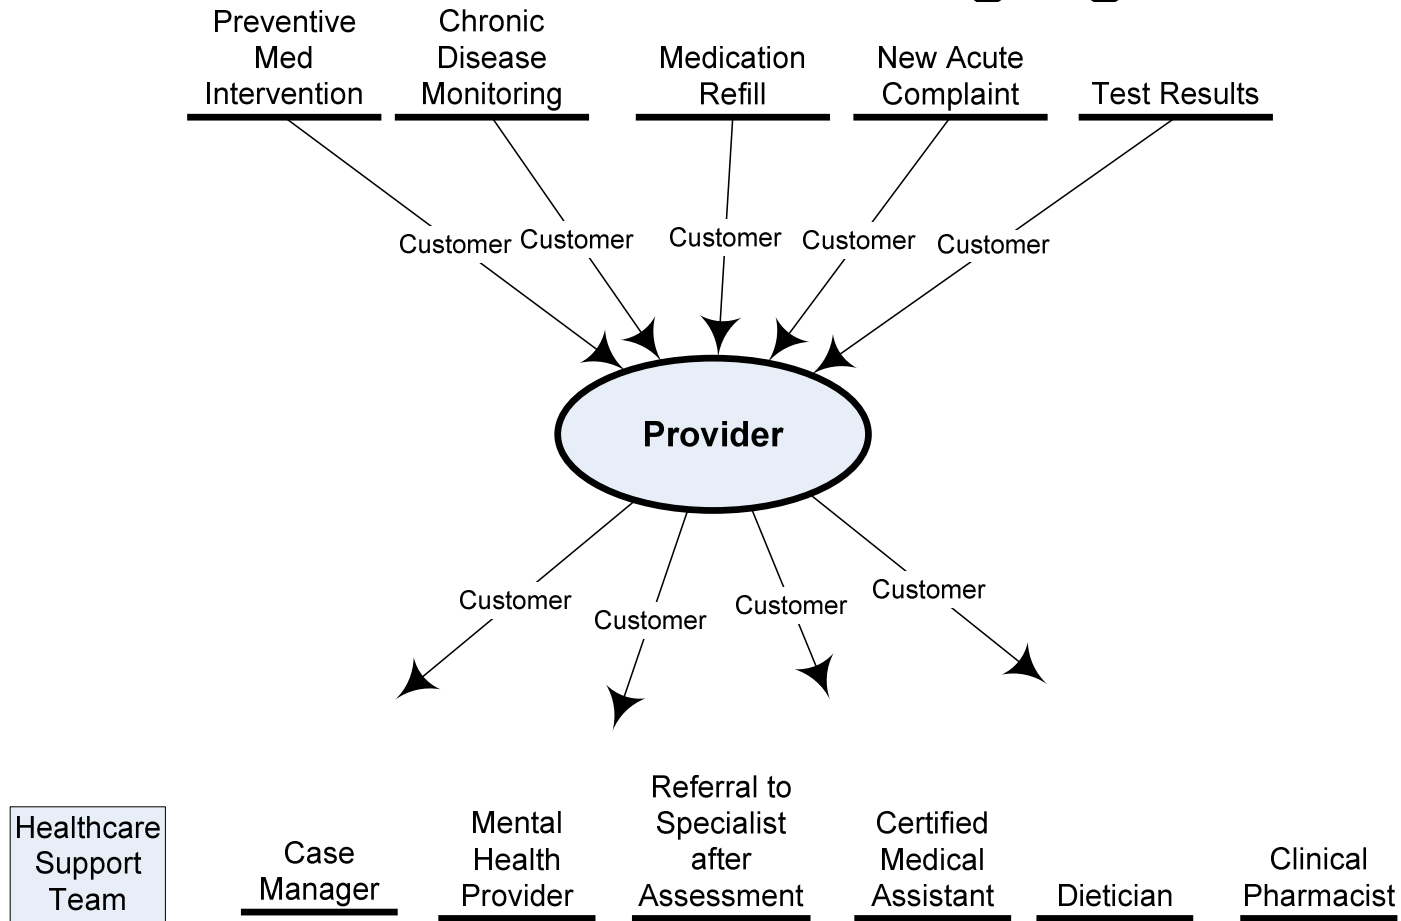 Preventive
Med
Intervention
Chronic
Disease
Monitoring
Medication
Refill
New Acute
Complaint
Test Results
Customer
Customer
Customer
Customer
Customer
Provider
Customer
Customer
Customer
Customer
Healthcare
Support
Team
Case
Manager
Mental
Health
Provider
Referral to
Specialist
after
Assessment
Certified
Medical
Assistant
Dietician
Clinical
Pharmacist